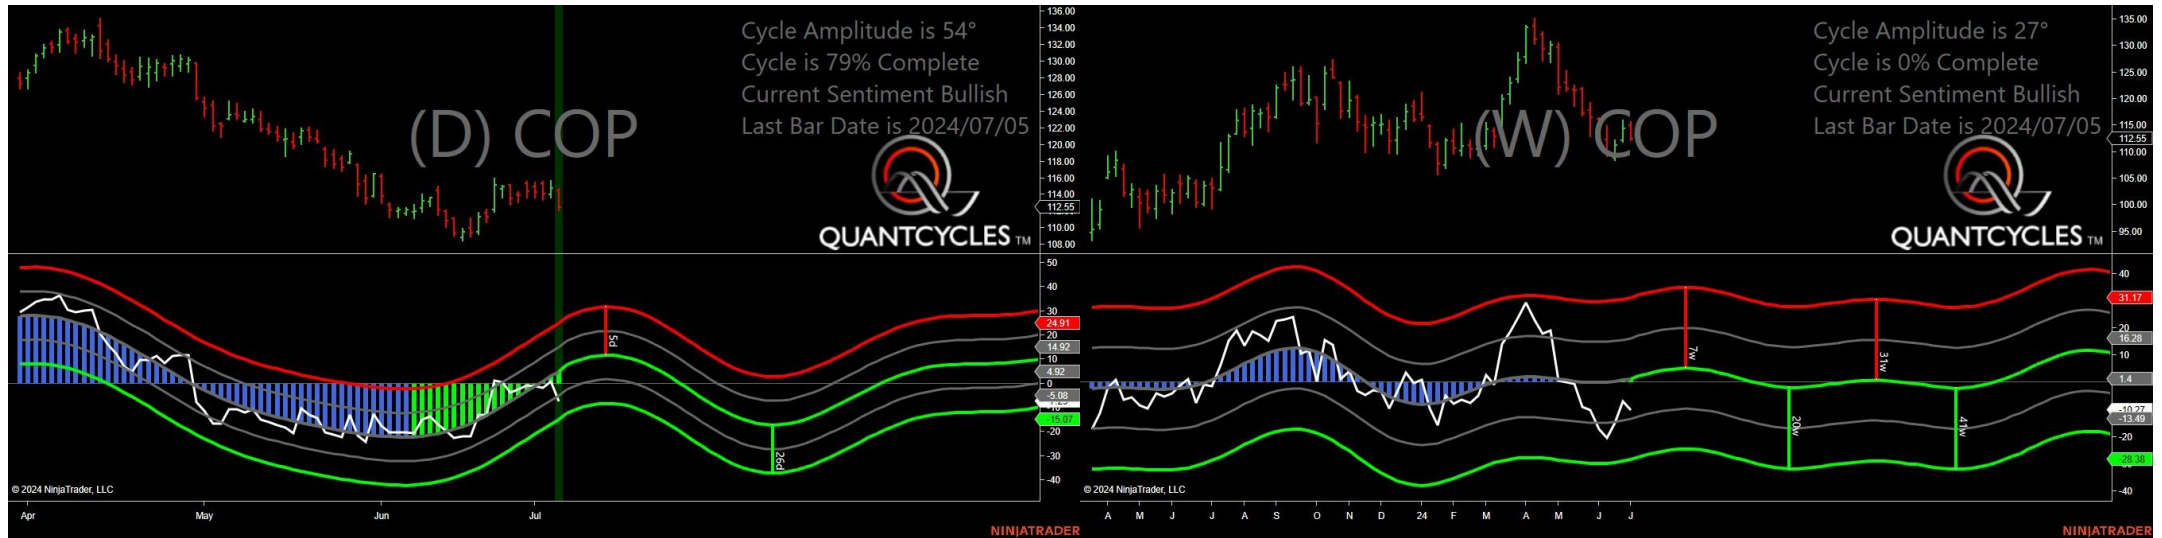 Cycle Amplitude is 54°
Cycle is 79% Complete
Current Sentiment Bullish
Last Bar Date is 2024/07/05
(D) COP
QUANTCYCLES TM
136.00
134.00
132.00
130.00
128.00
126.00
124.00
122.00
120.00
118.00
116.00
114.00
112.55
110.00
108.00
50
40
30
24.91
20
14.92
10
4.92
0
-5.08
-15.07
-20
-30
-40
5d
26d
© 2024 NinjaTrader, LLC
Apr May Jun Jul
NINJATRADER
Cycle Amplitude is 27°
Cycle is 0% Complete
Current Sentiment Bullish
Last Bar Date is 2024/07/05
(W) COP
QUANTCYCLES TM
135.00
130.00
125.00
120.00
115.00
112.55
110.00
105.00
100.00
95.00
40
31.17
20
16.28
10
1.4
-10.27
-13.49
-20
-28.38
-40
7w
31w
20w
41w
© 2024 NinjaTrader, LLC
A M J J A S O N D 24 F M A M J J
NINJATRADER